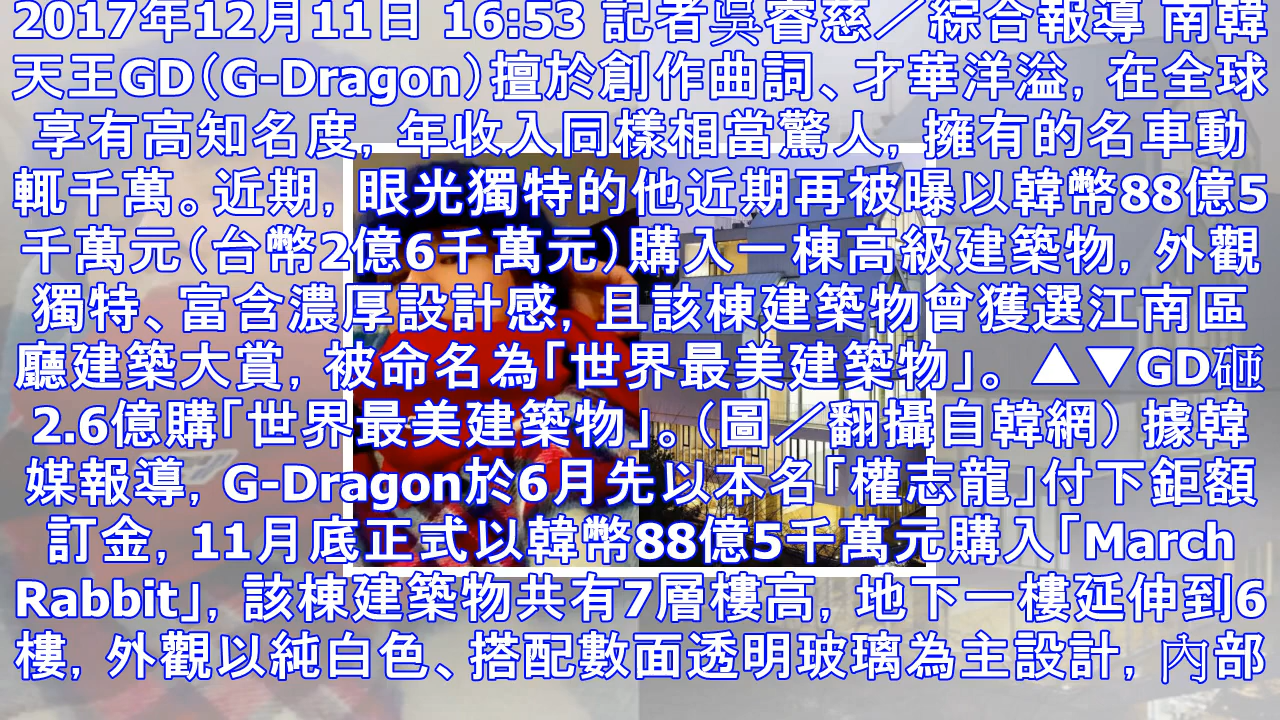 2017年12月11日 16:53 記者吳睿慈／綜合報導 南韓
天王GD（G-Dragon）擅於創作曲詞、才華洋溢, 在全球
享有高知名度, 年收入同樣相當驚人, 擁有的名車動
輒千萬。近期, 眼光獨特的他近期再被曝以韓幣88億5
千萬元（台幣2億6千萬元）購入一棟高級建築物, 外觀
獨特、富含濃厚設計感, 且該棟建築物曾獲選江南區
廳建築大賞, 被命名為「世界最美建築物」。 ▲▼GD砸
2.6億購「世界最美建築物」。（圖／翻攝自韓網） 據韓
媒報導, G-Dragon於6月先以本名「權志龍」付下鉅額
訂金, 11月底正式以韓幣88億5千萬元購入「March
Rabbit」, 該棟建築物共有7層樓高, 地下一樓延伸到6
樓, 外觀以純白色、搭配數面透明玻璃為主設計, 內部